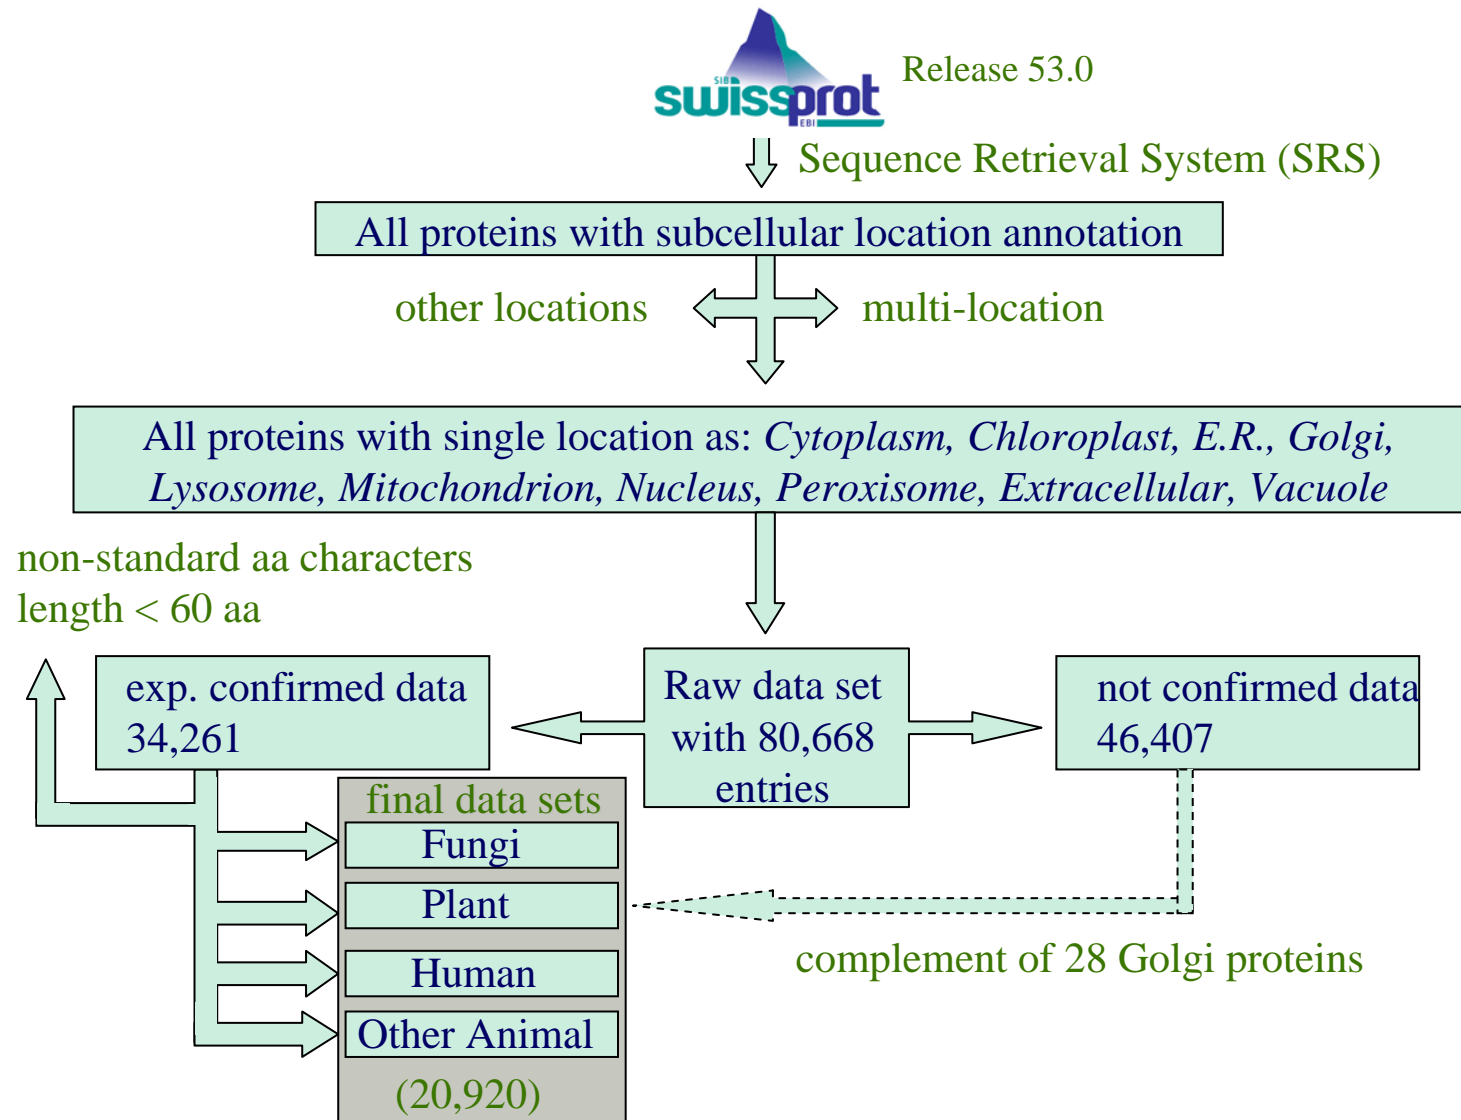 SIB
swissprot
EBI
Release 53.0
Sequence Retrieval System (SRS)
All proteins with subcellular location annotation
other locations
multi-location
All proteins with single location as: Cytoplasm, Chloroplast, E.R., Golgi,
Lysosome, Mitochondrion, Nucleus, Peroxisome, Extracellular, Vacuole
non-standard aa characters
length < 60 aa
exp. confirmed data
34,261
Raw data set
with 80,668
entries
not confirmed data
46,407
final data sets
Fungi
Plant
Human
Other Animal
(20,920)
complement of 28 Golgi proteins